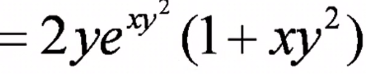 = 2ye^{xy^2}(1 + xy^2)